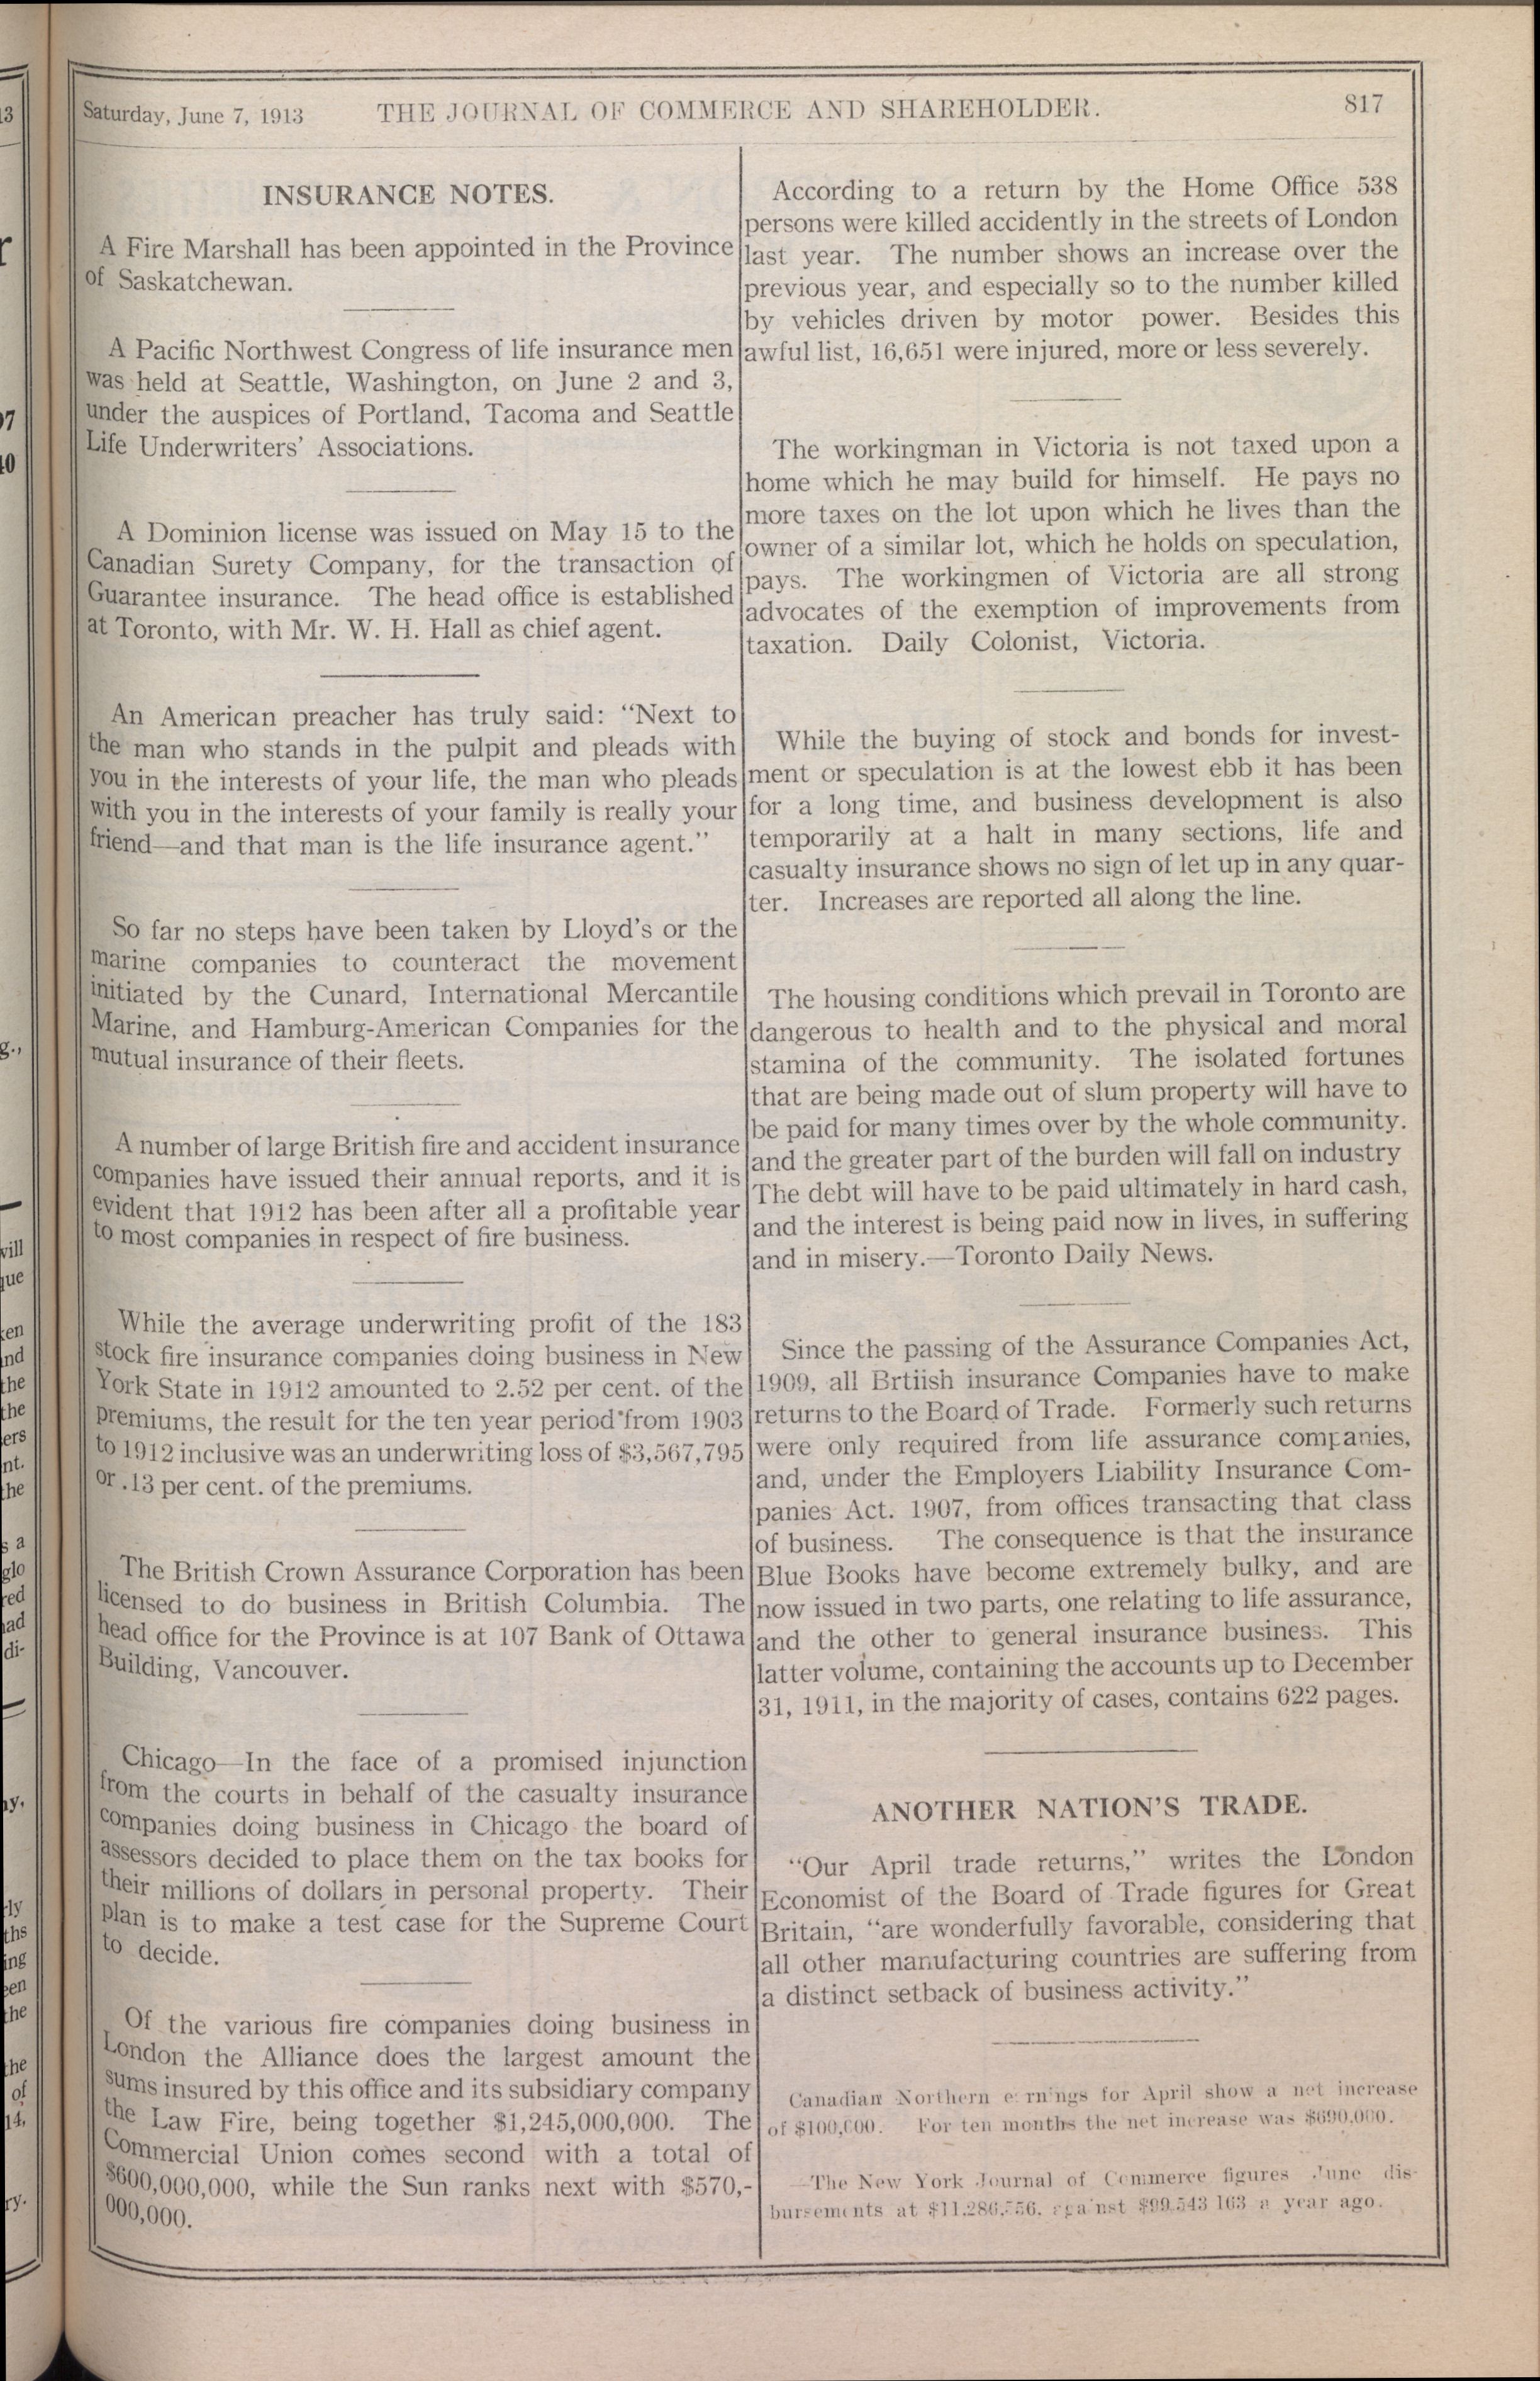 Saturday, June 7, 1913 THE JOURNAL OF COMMERCE AND SHAREHOLDER. 817
INSURANCE NOTES.
A Fire Marshall has been appointed in the Province
of Saskatchewan.
A Pacific Northwest Congress of life insurance men
was held at Seattle, Washington, on June 2 and 3,
under the auspices of Portland, Tacoma and Seattle
Life Underwriters' Associations.
A Dominion license was issued on May 15 to the
Canadian Surety Company, for the transaction of
Guarantee insurance. The head office is established
at Toronto, with Mr. W. H. Hall as chief agent.
An American preacher has truly said: "Next to
the man who stands in the pulpit and pleads with
you in the interests of your life, the man who pleads
with you in the interests of your family is really your
friend—and that man is the life insurance agent."
So far no steps have been taken by Lloyd's or the
marine companies to counteract the movement
initiated by the Cunard, International Mercantile
Marine, and Hamburg-American Companies for the
mutual insurance of their fleets.
A number of large British fire and accident insurance
companies have issued their annual reports, and it is
evident that 1912 has been after all a profitable year
to most companies in respect of fire business.
While the average underwriting profit of the 183
stock fire insurance companies doing business in New
York State in 1912 amounted to 2.52 per cent. of the
premiums, the result for the ten year period from 1903
to 1912 inclusive was an underwriting loss of $3,567,795
or .13 per cent. of the premiums.
The British Crown Assurance Corporation has been
licensed to do business in British Columbia. The
head office for the Province is at 107 Bank of Ottawa
Building, Vancouver.
Chicago—In the face of a promised injunction
from the courts in behalf of the casualty insurance
companies doing business in Chicago the board of
assessors decided to place them on the tax books for
their millions of dollars in personal property. Their
plan is to make a test case for the Supreme Court
to decide.
Of the various fire companies doing business in
London the Alliance does the largest amount the
sums insured by this office and its subsidiary company
the Law Fire, being together $1,245,000,000. The
Commercial Union comes second with a total of
$600,000,000, while the Sun ranks next with $570,-
000,000.
According to a return by the Home Office 538
persons were killed accidently in the streets of London
last year. The number shows an increase over the
previous year, and especially so to the number killed
by vehicles driven by motor power. Besides this
awful list, 16,651 were injured, more or less severely.
The workingman in Victoria is not taxed upon a
home which he may build for himself. He pays no
more taxes on the lot upon which he lives than the
owner of a similar lot, which he holds on speculation,
pays. The workingmen of Victoria are all strong
advocates of the exemption of improvements from
taxation. Daily Colonist, Victoria.
While the buying of stock and bonds for invest-
ment or speculation is at the lowest ebb it has been
for a long time, and business development is also
temporarily at a halt in many sections, life and
casualty insurance shows no sign of let up in any quar-
ter. Increases are reported all along the line.
The housing conditions which prevail in Toronto are
dangerous to health and to the physical and moral
stamina of the community. The isolated fortunes
that are being made out of slum property will have to
be paid for many times over by the whole community.
and the greater part of the burden will fall on industry
The debt will have to be paid ultimately in hard cash,
and the interest is being paid now in lives, in suffering
and in misery.—Toronto Daily News.
Since the passing of the Assurance Companies Act,
1909, all Brtiish insurance Companies have to make
returns to the Board of Trade. Formerly such returns
were only required from life assurance companies,
and, under the Employers Liability Insurance Com-
panies Act. 1907, from offices transacting that class
of business. The consequence is that the insurance
Blue Books have become extremely bulky, and are
now issued in two parts, one relating to life assurance,
and the other to general insurance business. This
latter volume, containing the accounts up to December
31, 1911, in the majority of cases, contains 622 pages.
ANOTHER NATION'S TRADE.
"Our April trade returns," writes the London
Economist of the Board of Trade figures for Great
Britain, "are wonderfully favorable, considering that
all other manufacturing countries are suffering from
a distinct setback of business activity."
Canadian Northern earnings for April show a net increase
of $100,000. For ten months the net increase was $690,000.
—The New York Journal of Commerce figures June dis-
bursements at against a year ago.